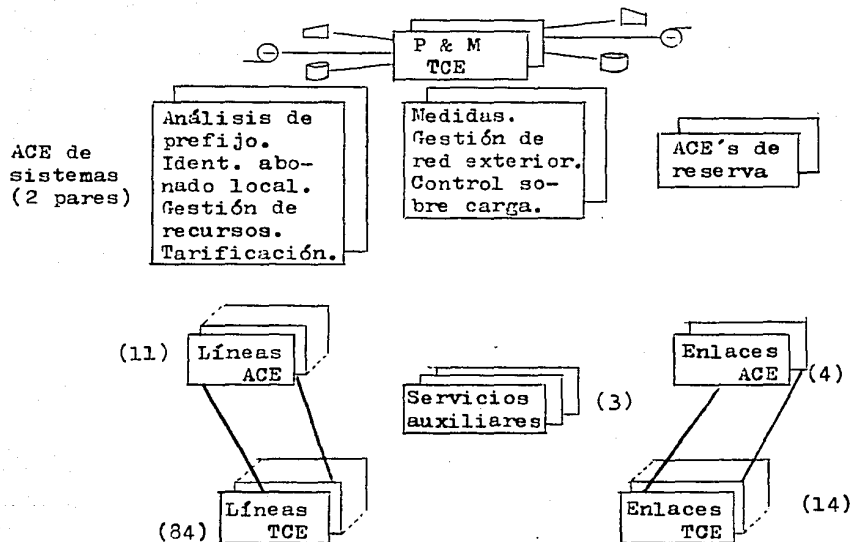 P & M
TCE
ACE de
sistemas
(2 pares)
Análisis de
prefijo.
Ident. abo-
nado local.
Gestión de
recursos.
Tarificación.
Medidas.
Gestión de
red exterior.
Control so-
bre carga.
ACE's de
reserva
(11)
Líneas
ACE
Servicios
auxiliares
(3)
Enlaces
ACE
(4)
(84)
Líneas
TCE
Enlaces
TCE
(14)